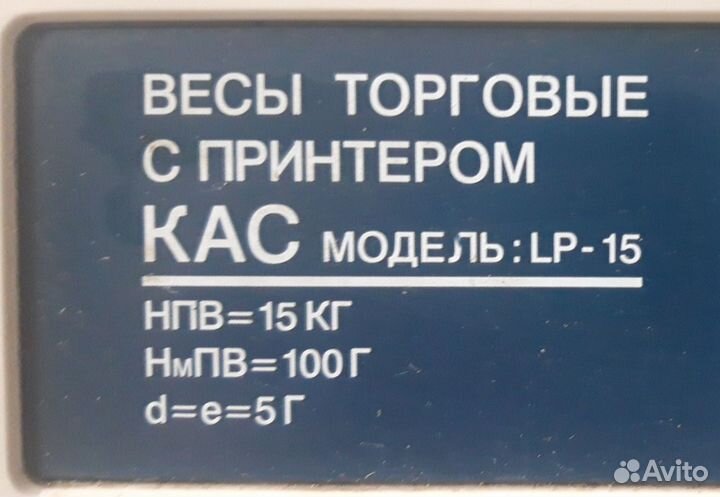 ВЕСЫ ТОРГОВЫЕ
С ПРИНТЕРОМ
КАС МОДЕЛЬ: LP-15
НПВ=15 КГ
НмПВ=100 Г
d=e=5 Г
Avito